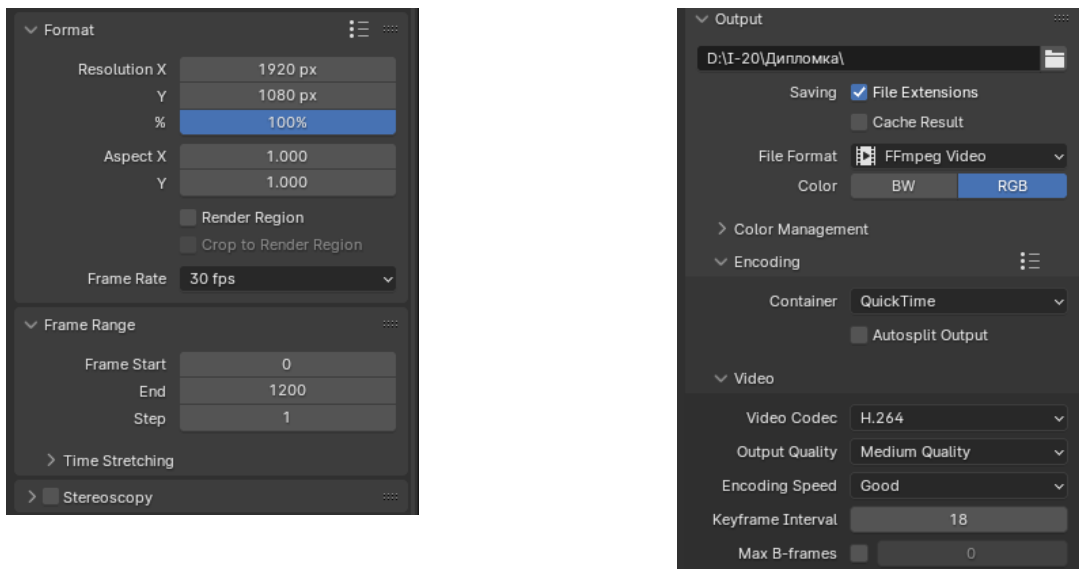 Format
Resolution X 1920 px
Y 1080 px
% 100%
Aspect X 1.000
Y 1.000
Render Region
Crop to Render Region
Frame Rate 30 fps
Frame Range
Frame Start 0
End 1200
Step 1
Time Stretching
Stereoscopy
Output
D:\I-20\Дипломка\
Saving File Extensions
Cache Result
File Format FFmpeg Video
Color BW RGB
Color Management
Encoding
Container QuickTime
Autosplit Output
Video
Video Codec H.264
Output Quality Medium Quality
Encoding Speed Good
Keyframe Interval 18
Max B-frames 0